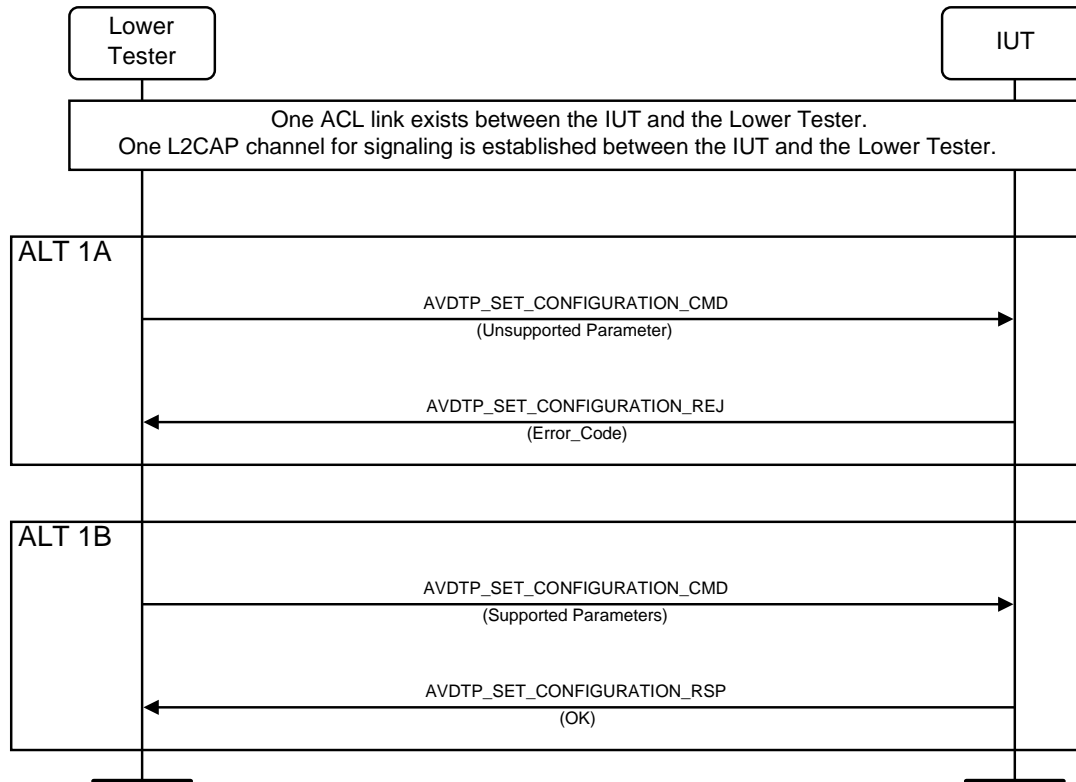 Lower
Tester
IUT
One ACL link exists between the IUT and the Lower Tester.
One L2CAP channel for signaling is established between the IUT and the Lower Tester.
ALT 1A
AVDTP_SET_CONFIGURATION_CMD
(Unsupported Parameter)
AVDTP_SET_CONFIGURATION_REJ
(Error_Code)
ALT 1B
AVDTP_SET_CONFIGURATION_CMD
(Supported Parameters)
AVDTP_SET_CONFIGURATION_RSP
(OK)